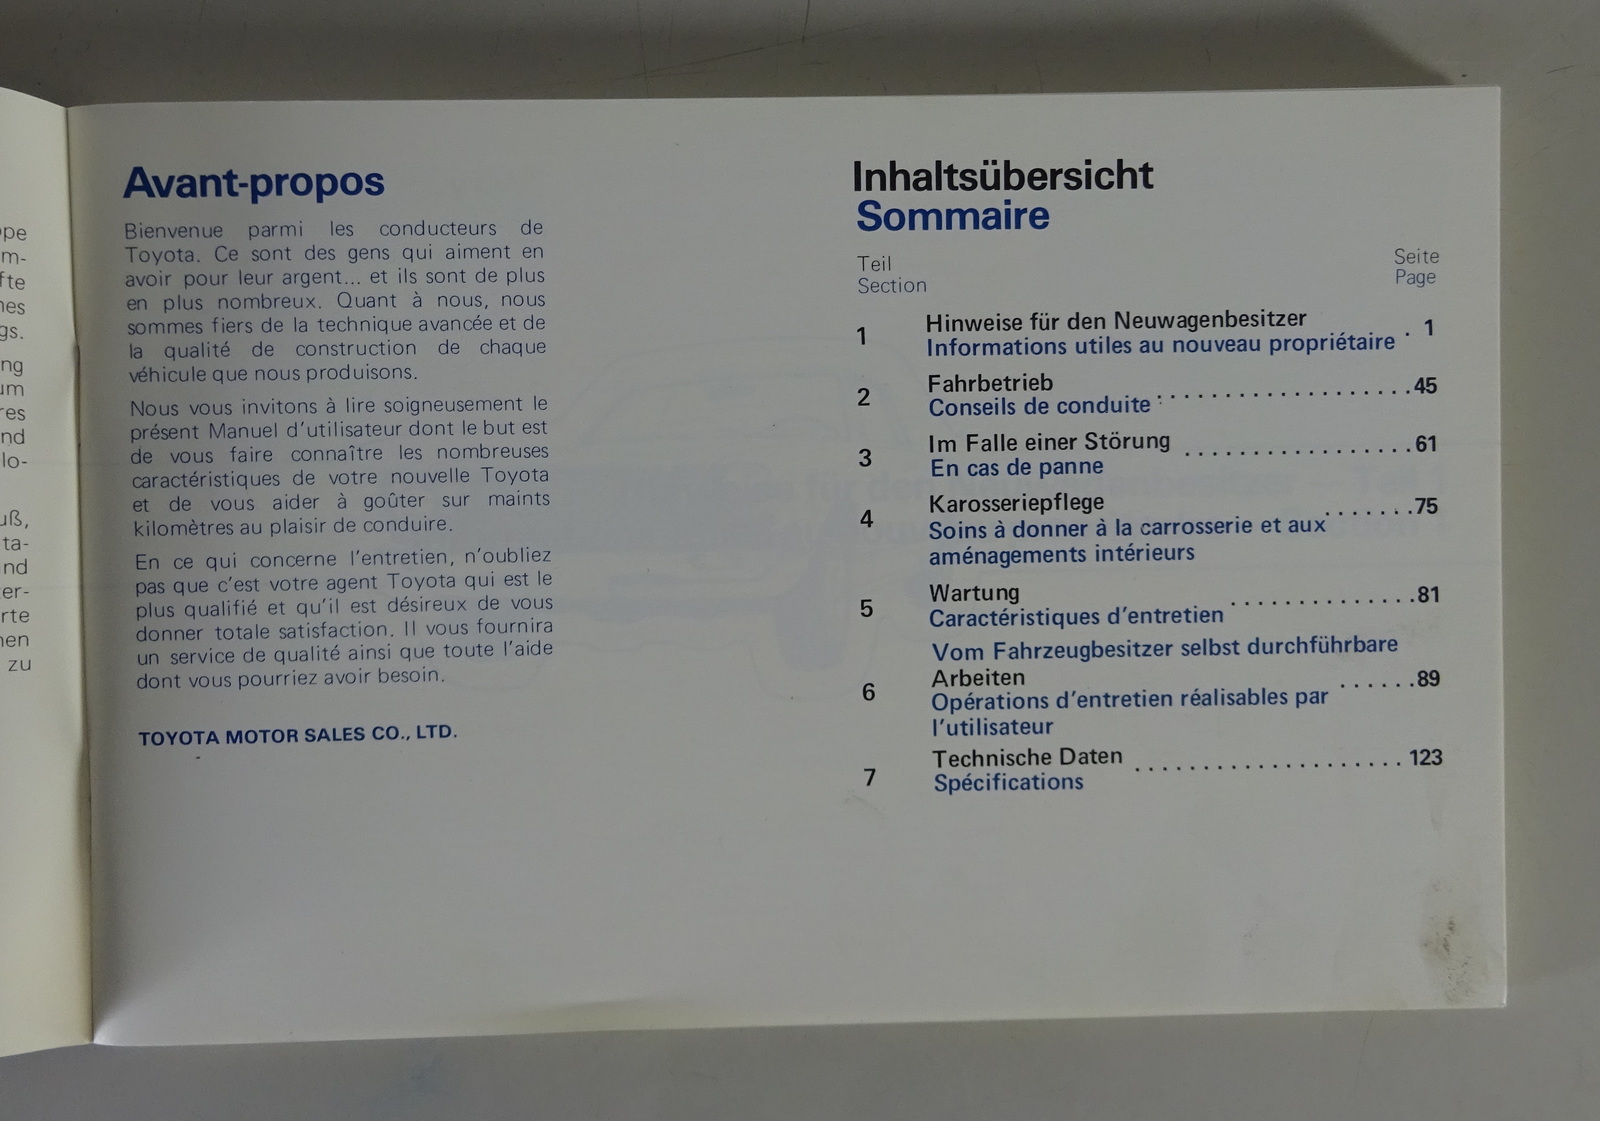 Avant-propos
Bienvenue parmi les conducteurs de
Toyota. Ce sont des gens qui aiment en
avoir pour leur argent... et ils sont de plus
en plus nombreux. Quant à nous, nous
sommes fiers de la technique avancée et de
la qualité de construction de chaque
véhicule que nous produisons.
Nous vous invitons à lire soigneusement le
présent Manuel d'utilisateur dont le but est
de vous faire connaître les nombreuses
caractéristiques de votre nouvelle Toyota
et de vous aider à goûter sur maints
kilomètres au plaisir de conduire.
En ce qui concerne l'entretien, n'oubliez
pas que c'est votre agent Toyota qui est le
plus qualifié et qu'il est désireux de vous
donner totale satisfaction. Il vous fournira
un service de qualité ainsi que toute l'aide
dont vous pourriez avoir besoin.
TOYOTA MOTOR SALES CO., LTD.
Inhaltsübersicht
Sommaire
Teil Seite
Section Page
1 Hinweise für den Neuwagenbesitzer
Informations utiles au nouveau propriétaire . 1
2 Fahrbetrieb
Conseils de conduite ...................45
3 Im Falle einer Störung .................61
En cas de panne
4 Karosseriepflege .......75
Soins à donner à la carrosserie et aux
aménagements intérieurs
5 Wartung ..............81
Caractéristiques d'entretien
Vom Fahrzeugbesitzer selbst durchführbare
6 Arbeiten ......89
Opérations d'entretien réalisables par
l'utilisateur
7 Technische Daten .................... 123
Spécifications